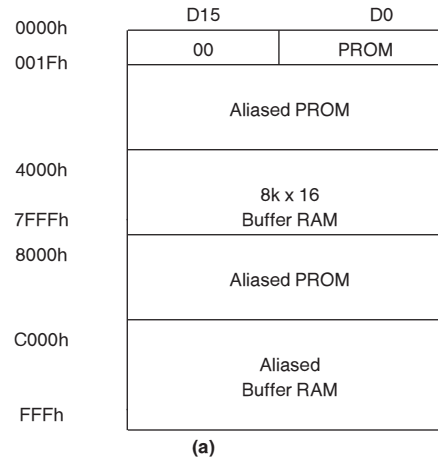 D15 D0
0000h
00 PROM
001Fh
Aliased PROM
4000h
8k x 16
7FFFh Buffer RAM
8000h
Aliased PROM
C000h
Aliased
Buffer RAM
FFFh
(a)